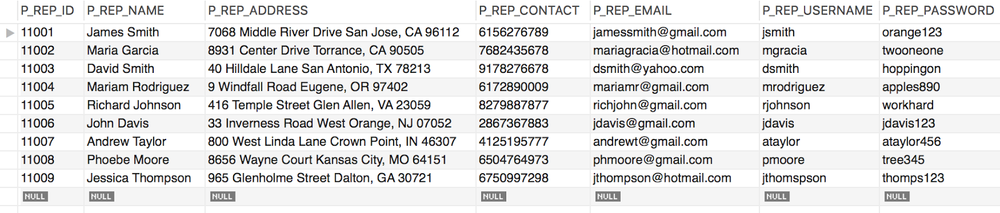 P_REP_ID P_REP_NAME P_REP_ADDRESS P_REP_CONTACT P_REP_EMAIL P_REP_USERNAME P_REP_PASSWORD
11001 James Smith 7068 Middle River Drive San Jose, CA 96112 6156276789 jamessmith@gmail.com jsmith orange123
11002 Maria Garcia 8931 Center Drive Torrance, CA 90505 7682435678 mariagracia@hotmail.com mgracia twooneone
11003 David Smith 40 Hilldale Lane San Antonio, TX 78213 9178276678 dsmith@yahoo.com dsmith hoppingon
11004 Mariam Rodriguez 9 Windfall Road Eugene, OR 97402 6172890009 mariamr@gmail.com mrodriguez apples890
11005 Richard Johnson 416 Temple Street Glen Allen, VA 23059 8279887877 richjohn@gmail.com rjohnson workhard
11006 John Davis 33 Inverness Road West Orange, NJ 07052 2867367883 jdavis@gmail.com jdavis jdavis123
11007 Andrew Taylor 800 West Linda Lane Crown Point, IN 46307 4125195777 andrewt@gmail.com ataylor ataylor456
11008 Phoebe Moore 8656 Wayne Court Kansas City, MO 64151 6504764973 phmoore@gmail.com pmoore tree345
11009 Jessica Thompson 965 Glenholme Street Dalton, GA 30721 6750997298 jthompson@hotmail.com jthomspson thomps123
NULL NULL NULL NULL NULL NULL NULL